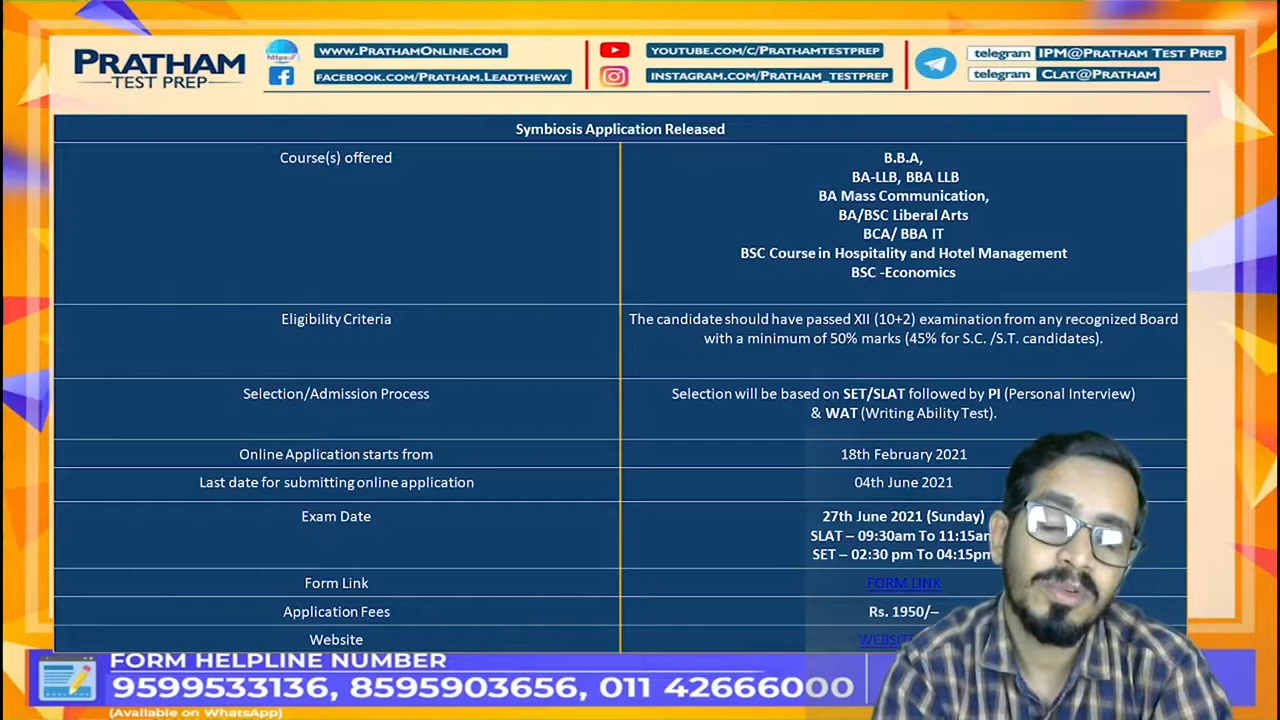 PRATHAM
TEST PREP
https://
WWW.PRATHAMONLINE.COM
FACEBOOK.COM/PRATHAM.LEADTHEWAY
YOUTUBE.COM/C/PRATHAMTESTPREP
INSTAGRAM.COM/PRATHAM_TESTPREP
telegram IPM@PRATHAM TEST PREP
telegram CLAT@PRATHAM
Symbiosis Application Released
Course(s) offered
B.B.A,
BA-LLB, BBA LLB
BA Mass Communication,
BA/BSC Liberal Arts
BCA/ BBA IT
BSC Course in Hospitality and Hotel Management
BSC -Economics
Eligibility Criteria
The candidate should have passed XII (10+2) examination from any recognized Board
with a minimum of 50% marks (45% for S.C. /S.T. candidates).
Selection/Admission Process
Selection will be based on SET/SLAT followed by PI (Personal Interview)
& WAT (Writing Ability Test).
Online Application starts from
18th February 2021
Last date for submitting online application
04th June 2021
Exam Date
27th June 2021 (Sunday)
SLAT – 09:30am To 11:15am
SET – 02:30 pm To 04:15pm
Form Link
FORM LINK
Application Fees
Rs. 1950/–
Website
WEBSITE
FORM HELPLINE NUMBER
9599533136, 8595903656, 011 42666000
(Available on WhatsApp)